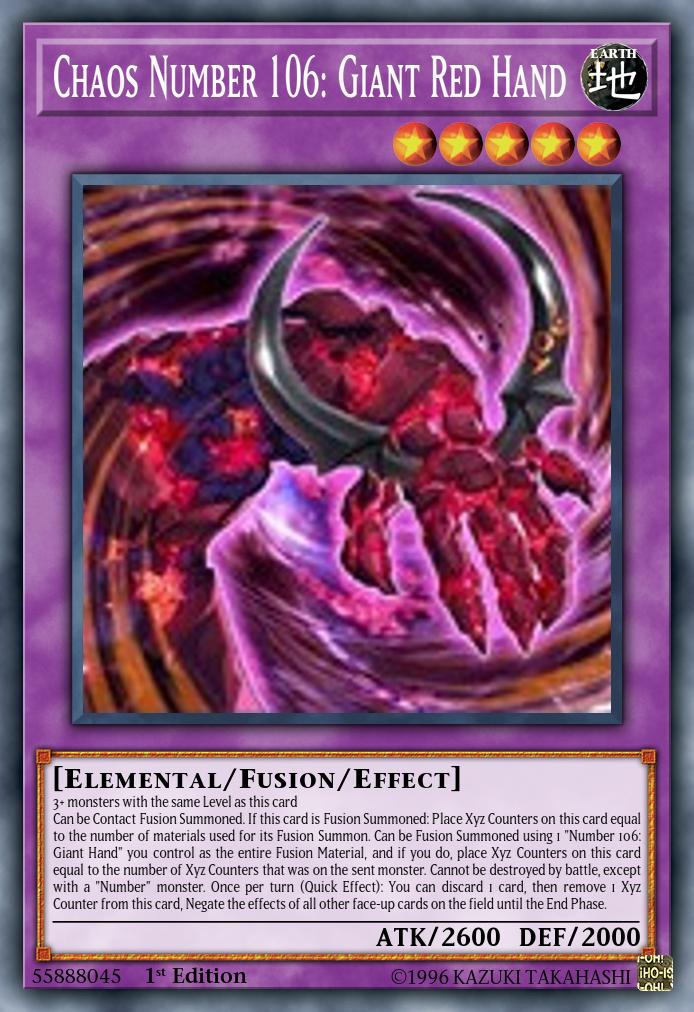 Chaos Number 106: Giant Red Hand
EARTH
地
106
[Elemental/Fusion/Effect]
3+ monsters with the same Level as this card
Can be Contact Fusion Summoned. If this card is Fusion Summoned: Place Xyz Counters on this card equal
to the number of materials used for its Fusion Summon. Can be Fusion Summoned using 1 "Number 106:
Giant Hand" you control as the entire Fusion Material, and if you do, place Xyz Counters on this card
equal to the number of Xyz Counters that was on the sent monster. Cannot be destroyed by battle, except
with a "Number" monster. Once per turn (Quick Effect): You can discard 1 card, then remove 1 Xyz
Counter from this card, Negate the effects of all other face-up cards on the field until the End Phase.
ATK/2600 DEF/2000
55888045 1st Edition ©1996 KAZUKI TAKAHASHI